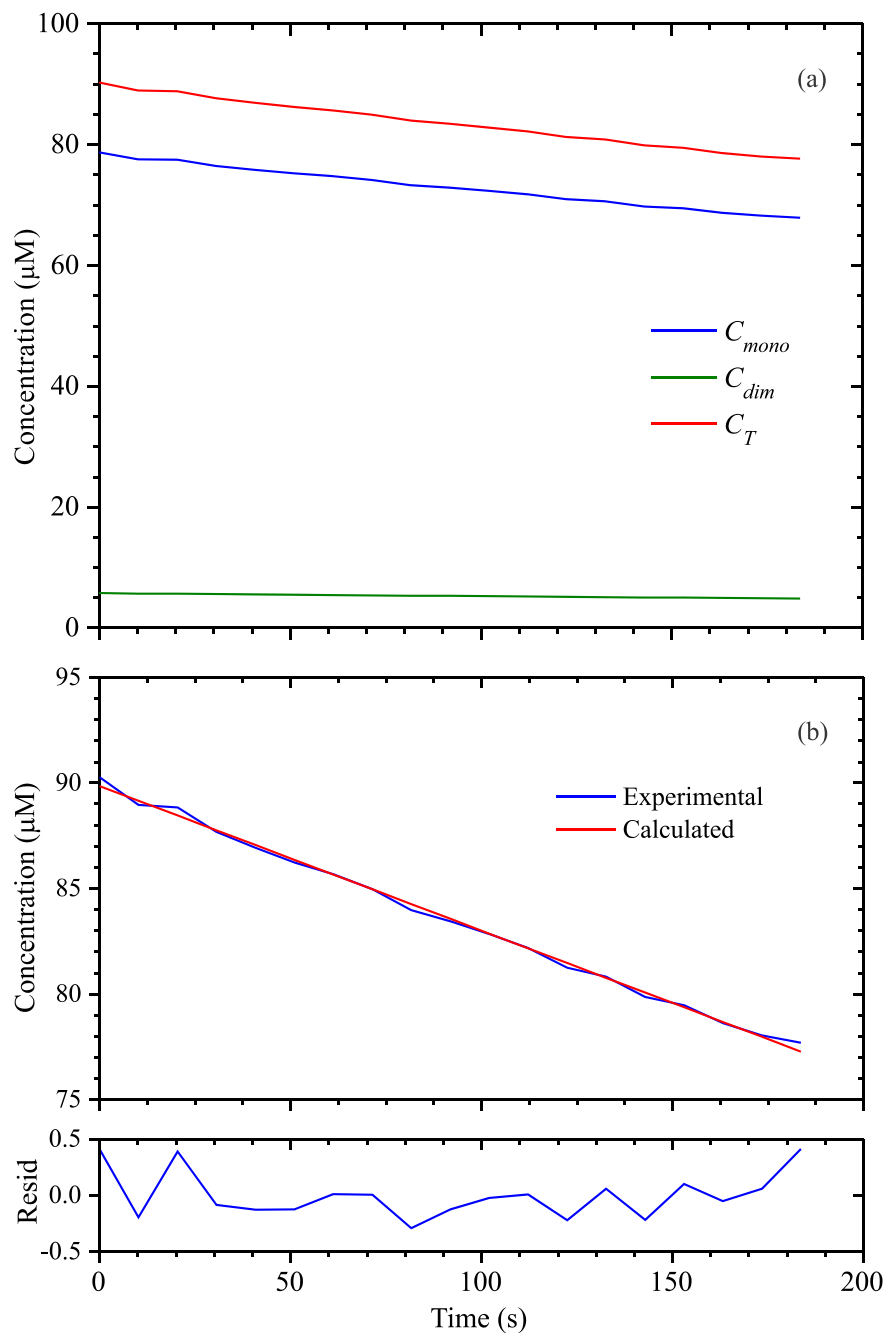 100
80
60
40
20
0
Concentration (µM)
(a)
C_mono
C_dim
C_T
95
90
85
80
75
Concentration (µM)
(b)
Experimental
Calculated
0.5
0.0
-0.5
Resid
0 50 100 150 200
Time (s)